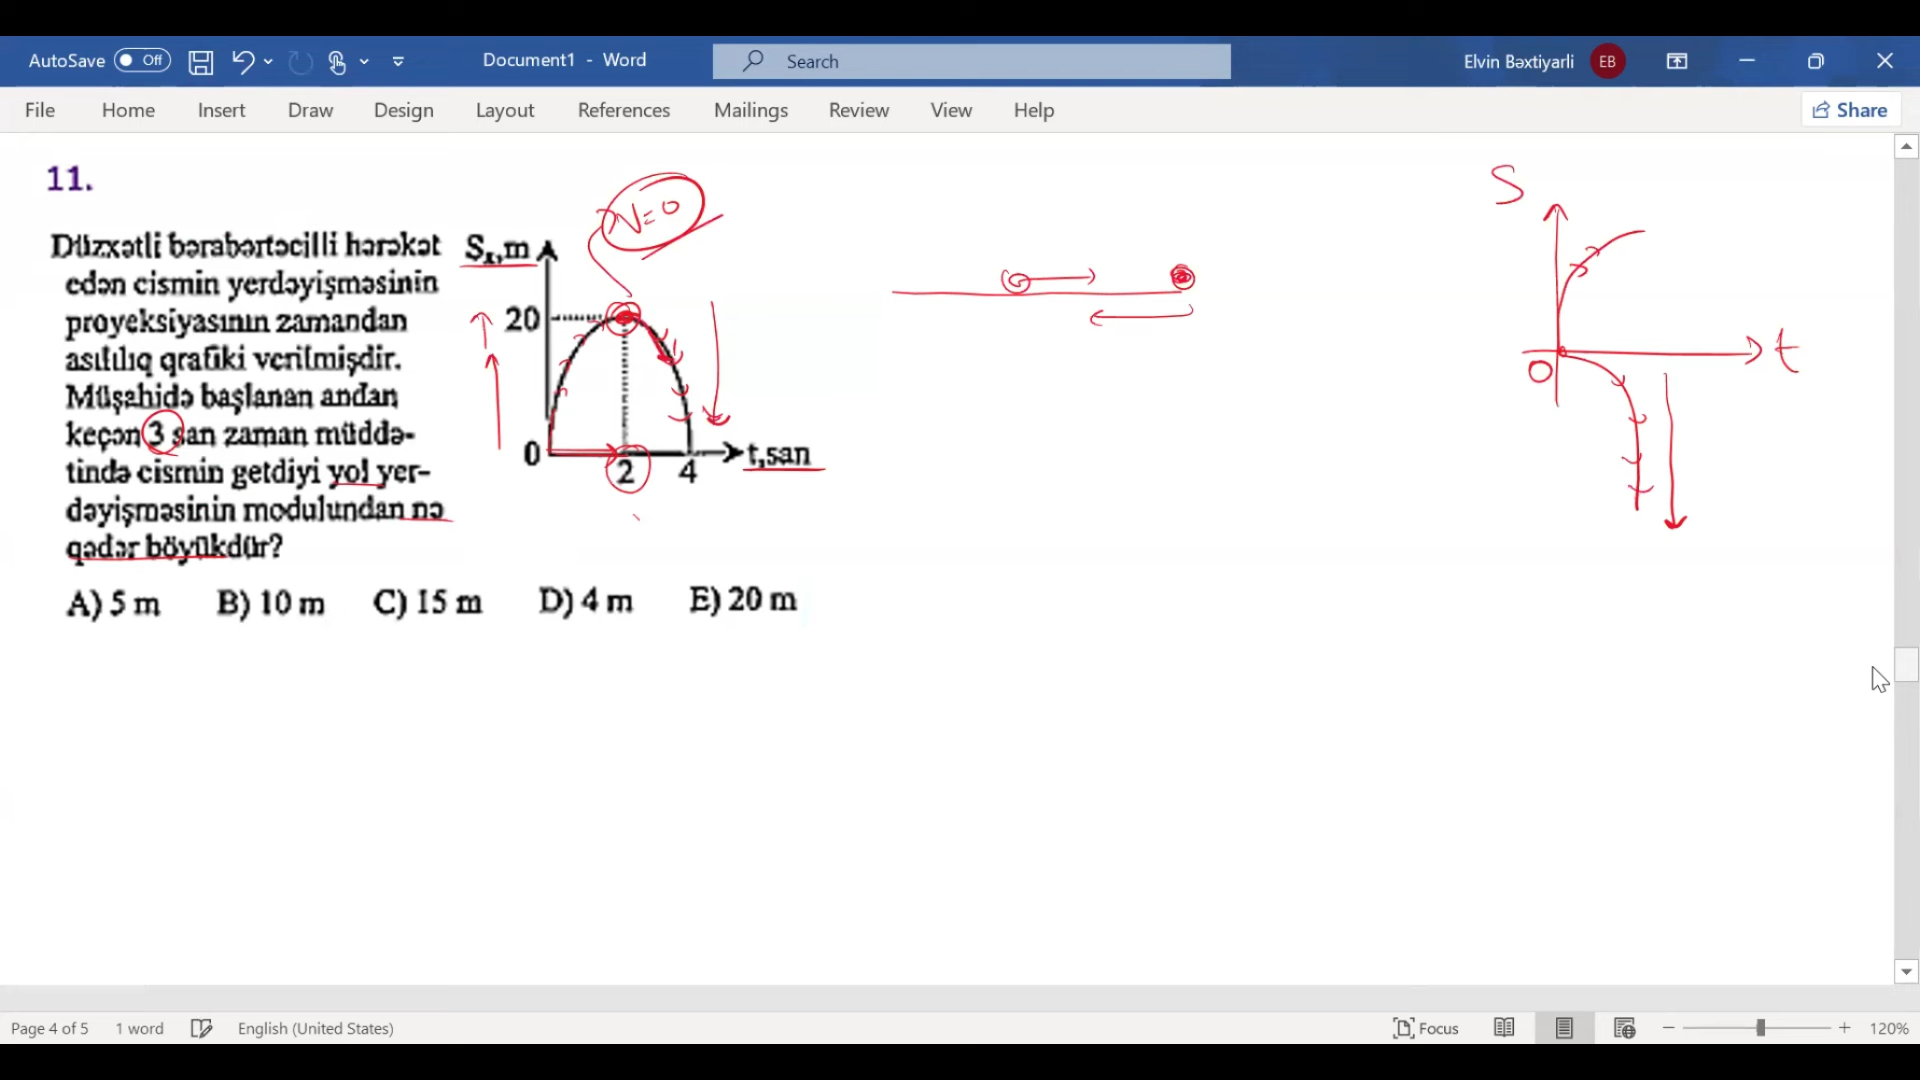 AutoSave Off Document1 - Word Search Elvin Bəxtiyarli EB
File Home Insert Draw Design Layout References Mailings Review View Help Share
11.
Düzxətli bərabərtəcilli hərəkət
edən cismin yerdəyişməsinin
proyeksiyasının zamandan
asılılıq qrafiki verilmişdir.
Müşahidə başlanan andan
keçən 3 san zaman müddə-
tində cismin getdiyi yol yer-
dəyişməsinin modulundan nə
qədər böyükdür?
Sx,m
20
0
2
4
t,san
V=0
S
O
t
A) 5 m B) 10 m C) 15 m D) 4 m E) 20 m
Page 4 of 5 1 word English (United States) Focus 120%